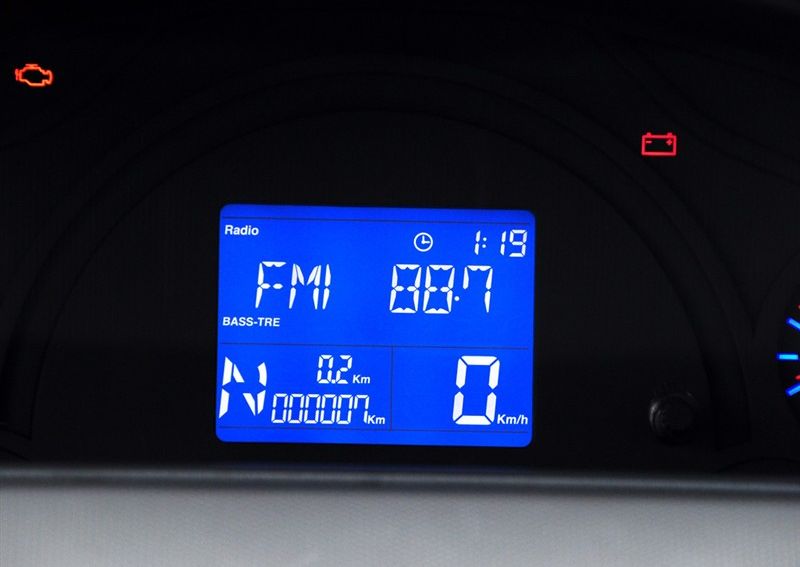 Radio
1:19
FM1 88.7
BASS-TRE
0.2 Km
N 000007 Km
0 Km/h